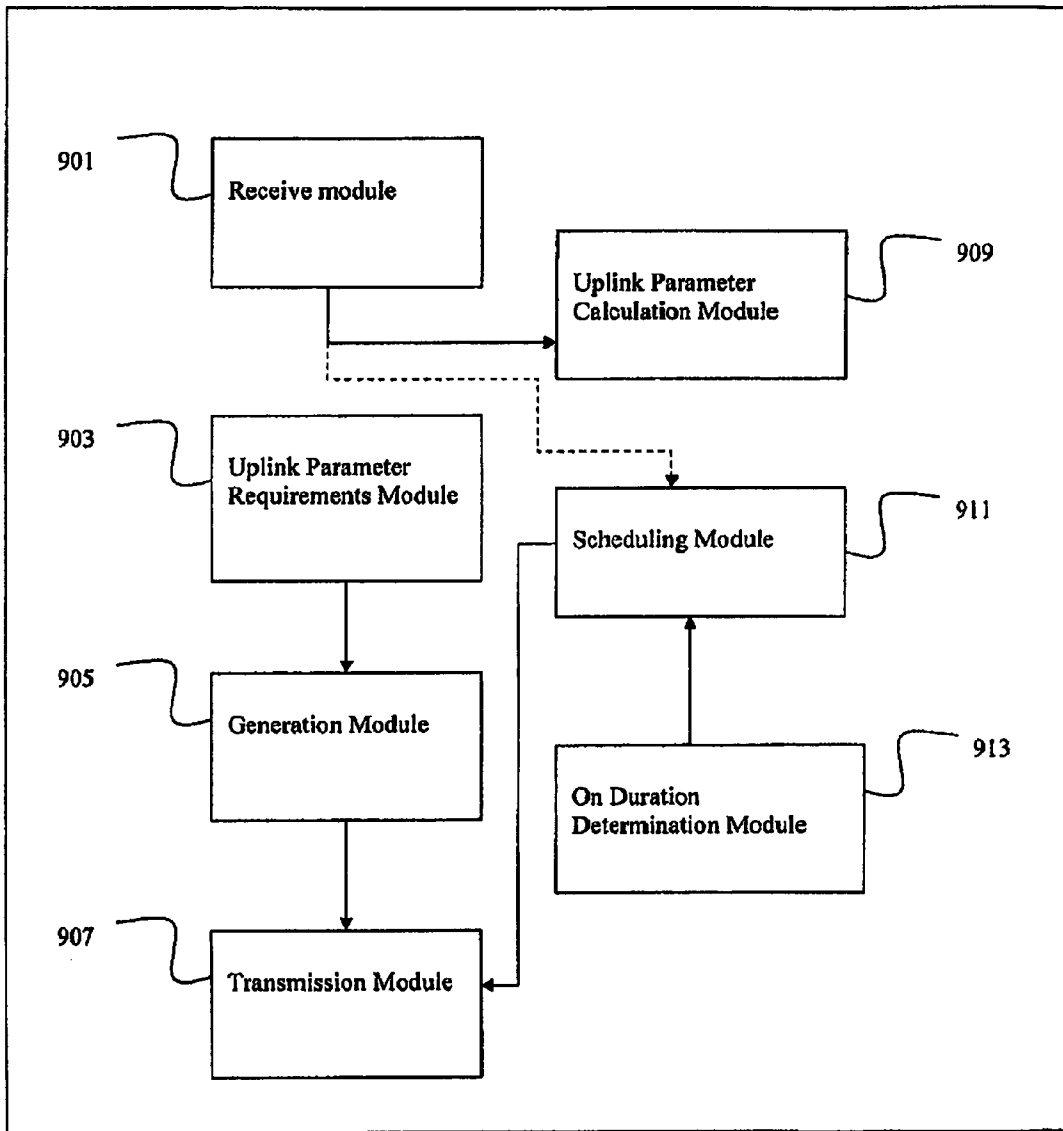 901
Receive module
909
Uplink Parameter
Calculation Module
903
Uplink Parameter
Requirements Module
911
Scheduling Module
905
Generation Module
913
On Duration
Determination Module
907
Transmission Module